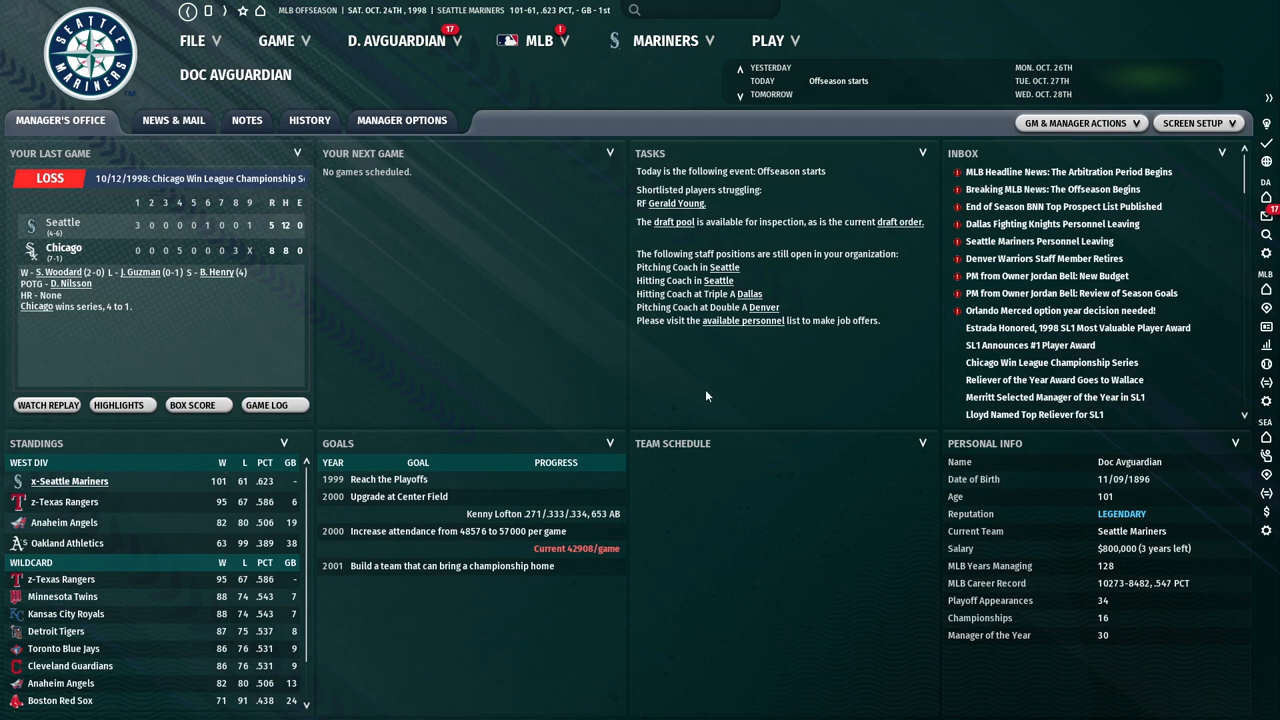 MLB OFFSEASON | SAT. OCT. 24TH , 1998 | SEATTLE MARINERS 101-61, .623 PCT, - GB - 1st
FILE GAME D. AVGUARDIAN 17 MLB ! MARINERS PLAY
SEATTLE MARINERS TM
DOC AVGUARDIAN
YESTERDAY MON. OCT. 26TH
TODAY Offseason starts TUE. OCT. 27TH
TOMORROW WED. OCT. 28TH
MANAGER'S OFFICE NEWS & MAIL NOTES HISTORY MANAGER OPTIONS GM & MANAGER ACTIONS SCREEN SETUP
YOUR LAST GAME
LOSS 10/12/1998: Chicago Win League Championship S
1 2 3 4 5 6 7 8 9 R H E
Seattle 3 0 0 0 0 1 0 0 1 5 12 0
(4-6)
Chicago 0 0 0 5 0 0 0 3 X 8 8 0
(7-1)
W - S. Woodard (2-0) L - J. Guzman (0-1) S - B. Henry (4)
POTG - D. Nilsson
HR - None
Chicago wins series, 4 to 1.
WATCH REPLAY HIGHLIGHTS BOX SCORE GAME LOG
YOUR NEXT GAME
No games scheduled.
TASKS
Today is the following event: Offseason starts
Shortlisted players struggling:
RF Gerald Young.
The draft pool is available for inspection, as is the current draft order.
The following staff positions are still open in your organization:
Pitching Coach in Seattle
Hitting Coach in Seattle
Hitting Coach at Triple A Dallas
Pitching Coach at Double A Denver
Please visit the available personnel list to make job offers.
INBOX
MLB Headline News: The Arbitration Period Begins
Breaking MLB News: The Offseason Begins
End of Season BNN Top Prospect List Published
Dallas Fighting Knights Personnel Leaving
Seattle Mariners Personnel Leaving
Denver Warriors Staff Member Retires
PM from Owner Jordan Bell: New Budget
PM from Owner Jordan Bell: Review of Season Goals
Orlando Merced option year decision needed!
Estrada Honored, 1998 SL1 Most Valuable Player Award
SL1 Announces #1 Player Award
Chicago Win League Championship Series
Reliever of the Year Award Goes to Wallace
Merritt Selected Manager of the Year in SL1
Lloyd Named Top Reliever for SL1
STANDINGS
WEST DIV W L PCT GB
x-Seattle Mariners 101 61 .623 -
z-Texas Rangers 95 67 .586 6
Anaheim Angels 82 80 .506 19
Oakland Athletics 63 99 .389 38
WILDCARD W L PCT GB
z-Texas Rangers 95 67 .586 -
Minnesota Twins 88 74 .543 7
Kansas City Royals 88 74 .543 7
Detroit Tigers 87 75 .537 8
Toronto Blue Jays 86 76 .531 9
Cleveland Guardians 86 76 .531 9
Anaheim Angels 82 80 .506 13
Boston Red Sox 71 91 .438 24
GOALS
YEAR GOAL PROGRESS
1999 Reach the Playoffs
2000 Upgrade at Center Field
Kenny Lofton .271/.333/.334, 653 AB
2000 Increase attendance from 48576 to 57000 per game
Current 42908/game
2001 Build a team that can bring a championship home
TEAM SCHEDULE
PERSONAL INFO
Name Doc Avguardian
Date of Birth 11/09/1896
Age 101
Reputation LEGENDARY
Current Team Seattle Mariners
Salary $800,000 (3 years left)
MLB Years Managing 128
MLB Career Record 10273-8482, .547 PCT
Playoff Appearances 34
Championships 16
Manager of the Year 30
DA
17
MLB
SEA